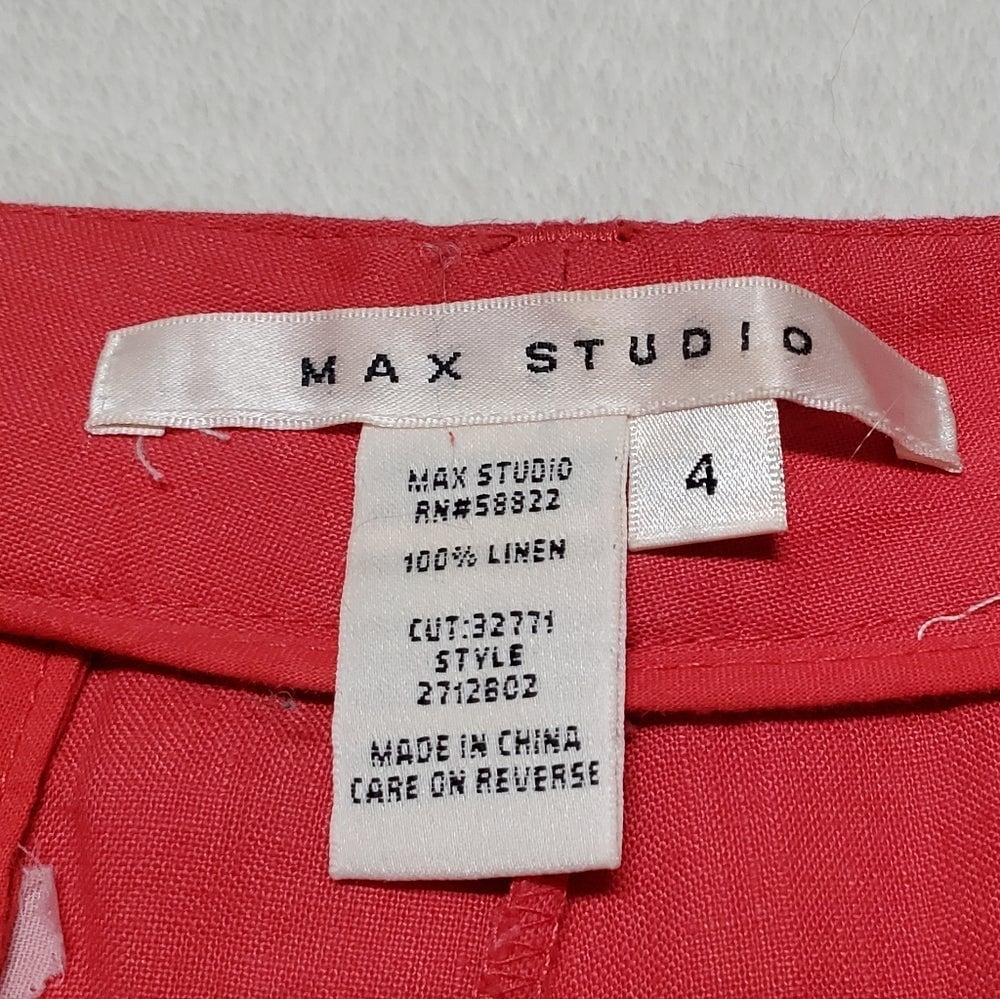 MAX STUDIO
4
MAX STUDIO
RN#58822
100% LINEN
CUT:32771
STYLE
2712802
MADE IN CHINA
CARE ON REVERSE